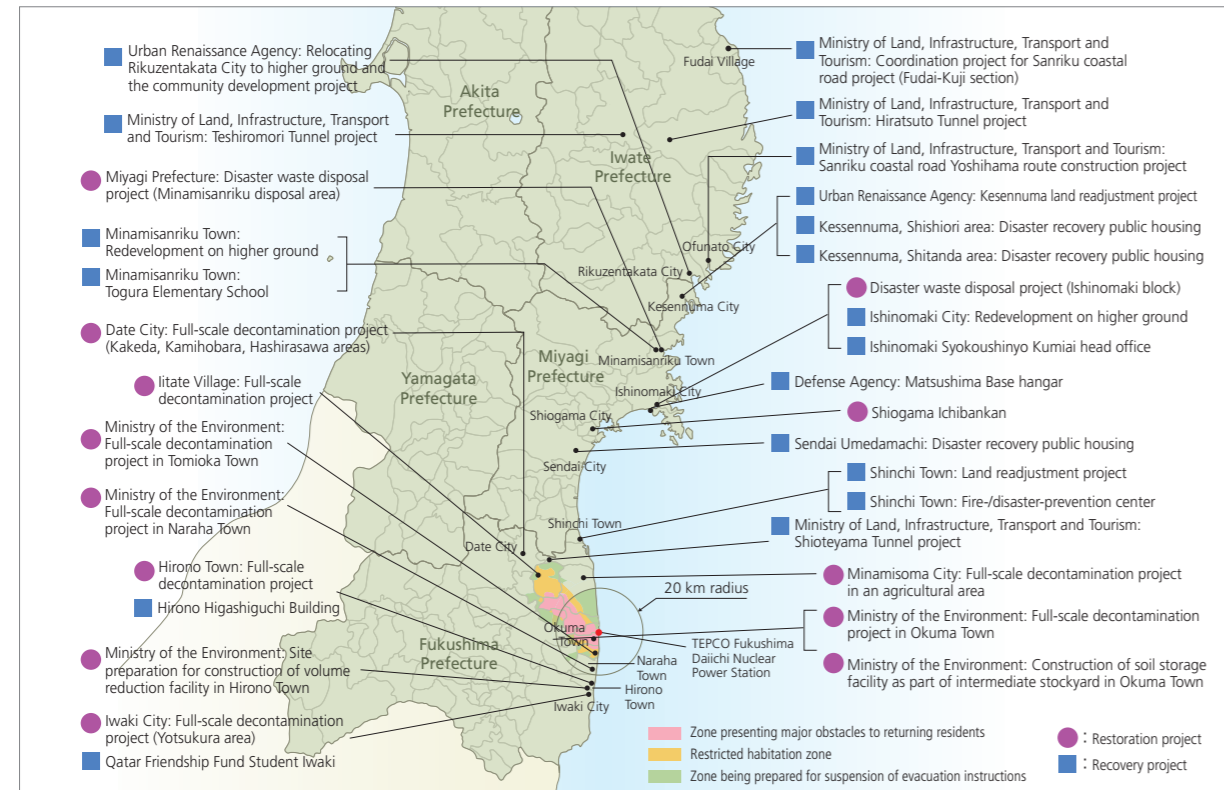 Urban Renaissance Agency: Relocating
Rikuzentakata City to higher ground and
the community development project
Ministry of Land, Infrastructure, Transport
and Tourism: Teshiromori Tunnel project
Miyagi Prefecture: Disaster waste disposal
project (Minamisanriku disposal area)
Minamisanriku Town:
Redevelopment on higher ground
Minamisanriku Town:
Togura Elementary School
Date City: Full-scale decontamination project
(Kakeda, Kamihobara, Hashirasawa areas)
Iitate Village: Full-scale
decontamination project
Ministry of the Environment:
Full-scale decontamination
project in Tomioka Town
Ministry of the Environment:
Full-scale decontamination
project in Naraha Town
Hirono Town: Full-scale
decontamination project
Hirono Higashiguchi Building
Ministry of the Environment: Site
preparation for construction of volume
reduction facility in Hirono Town
Iwaki City: Full-scale decontamination
project (Yotsukura area)
Qatar Friendship Fund Student Iwaki
Akita
Prefecture
Iwate
Prefecture
Miyagi
Prefecture
Yamagata
Prefecture
Fukushima
Prefecture
Fudai Village
Ofunato City
Rikuzentakata City
Kesennuma City
Minamisanriku Town
Ishinomaki City
Shiogama City
Sendai City
Shinchi Town
Date City
20 km radius
Okuma
Town
TEPCO Fukushima
Daiichi Nuclear
Power Station
Naraha
Town
Hirono
Town
Iwaki City
Ministry of Land, Infrastructure, Transport and
Tourism: Coordination project for Sanriku coastal
road project (Fudai-Kuji section)
Ministry of Land, Infrastructure, Transport and
Tourism: Hiratsuto Tunnel project
Ministry of Land, Infrastructure, Transport and Tourism:
Sanriku coastal road Yoshihama route construction project
Urban Renaissance Agency: Kesennuma land readjustment project
Kessennuma, Shishiori area: Disaster recovery public housing
Kessennuma, Shitanda area: Disaster recovery public housing
Disaster waste disposal project (Ishinomaki block)
Ishinomaki City: Redevelopment on higher ground
Ishinomaki Syokoushinyo Kumiai head office
Defense Agency: Matsushima Base hangar
Shiogama Ichibankan
Sendai Umedamachi: Disaster recovery public housing
Shinchi Town: Land readjustment project
Shinchi Town: Fire-/disaster-prevention center
Ministry of Land, Infrastructure, Transport and Tourism:
Shioteyama Tunnel project
Minamisoma City: Full-scale decontamination project
in an agricultural area
Ministry of the Environment: Full-scale decontamination
project in Okuma Town
Ministry of the Environment: Construction of soil storage
facility as part of intermediate stockyard in Okuma Town
Zone presenting major obstacles to returning residents
Restricted habitation zone
Zone being prepared for suspension of evacuation instructions
: Restoration project
: Recovery project